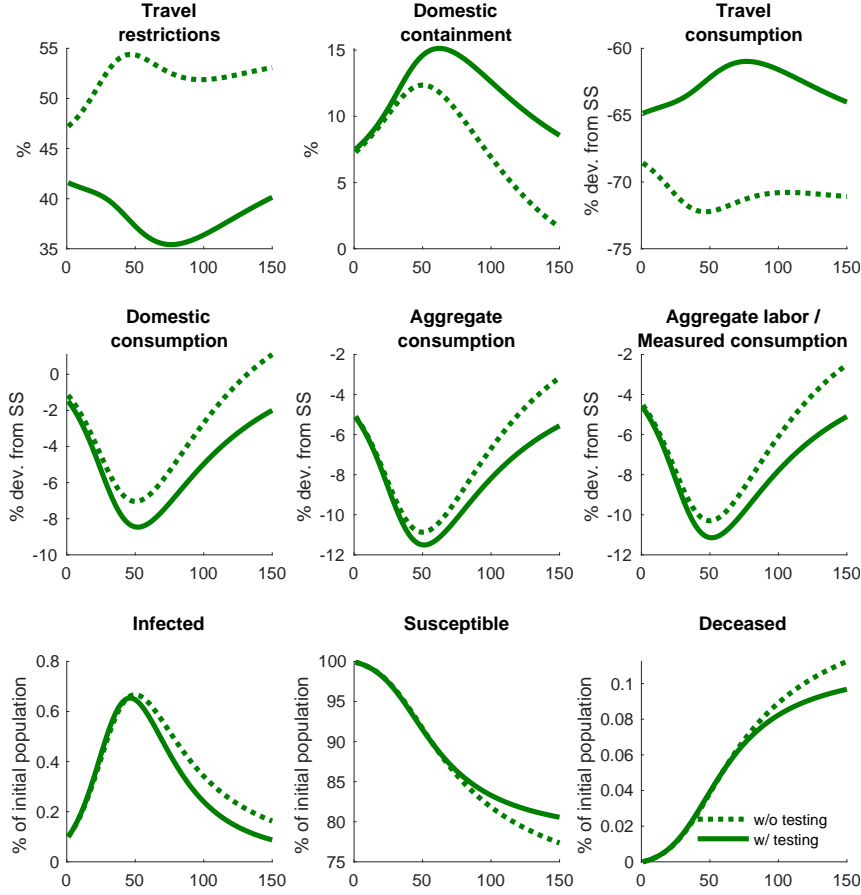 Travel
restrictions
55
50
45
40
35
%
0 50 100 150
Domestic
containment
15
10
5
0
%
0 50 100 150
Travel
consumption
-60
-65
-70
-75
% dev. from SS
0 50 100 150
Domestic
consumption
0
-2
-4
-6
-8
-10
% dev. from SS
0 50 100 150
Aggregate
consumption
-2
-4
-6
-8
-10
-12
% dev. from SS
0 50 100 150
Aggregate labor /
Measured consumption
-2
-4
-6
-8
-10
-12
% dev. from SS
0 50 100 150
Infected
0.8
0.6
0.4
0.2
0
% of initial population
0 50 100 150
Susceptible
100
95
90
85
80
75
% of initial population
0 50 100 150
Deceased
0.1
0.08
0.06
0.04
0.02
0
% of initial population
w/o testing
w/ testing
0 50 100 150